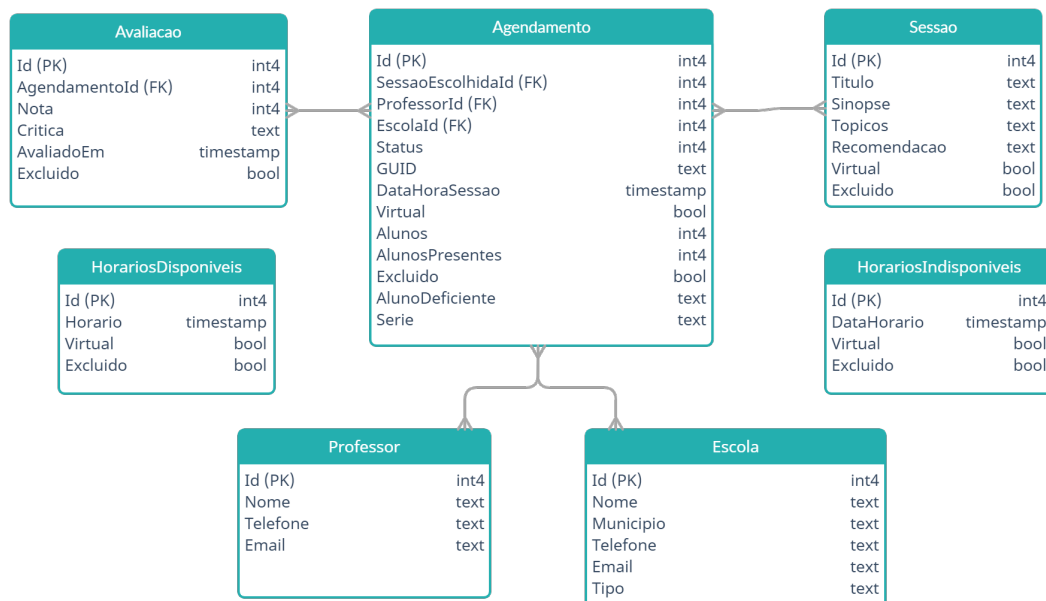 Avaliacao
Id (PK) int4
AgendamentoId (FK) int4
Nota int4
Critica text
AvaliadoEm timestamp
Excluido bool
Agendamento
Id (PK) int4
SessaoEscolhidaId (FK) int4
ProfessorId (FK) int4
EscolaId (FK) int4
Status int4
GUID text
DataHoraSessao timestamp
Virtual bool
Alunos int4
AlunosPresentes int4
Excluido bool
AlunoDeficiente text
Serie text
Sessao
Id (PK) int4
Titulo text
Sinopse text
Topicos text
Recomendacao text
Virtual bool
Excluido bool
HorariosDisponiveis
Id (PK) int4
Horario timestamp
Virtual bool
Excluido bool
HorariosIndisponiveis
Id (PK) int4
DataHorario timestamp
Virtual bool
Excluido bool
Professor
Id (PK) int4
Nome text
Telefone text
Email text
Escola
Id (PK) int4
Nome text
Municipio text
Telefone text
Email text
Tipo text